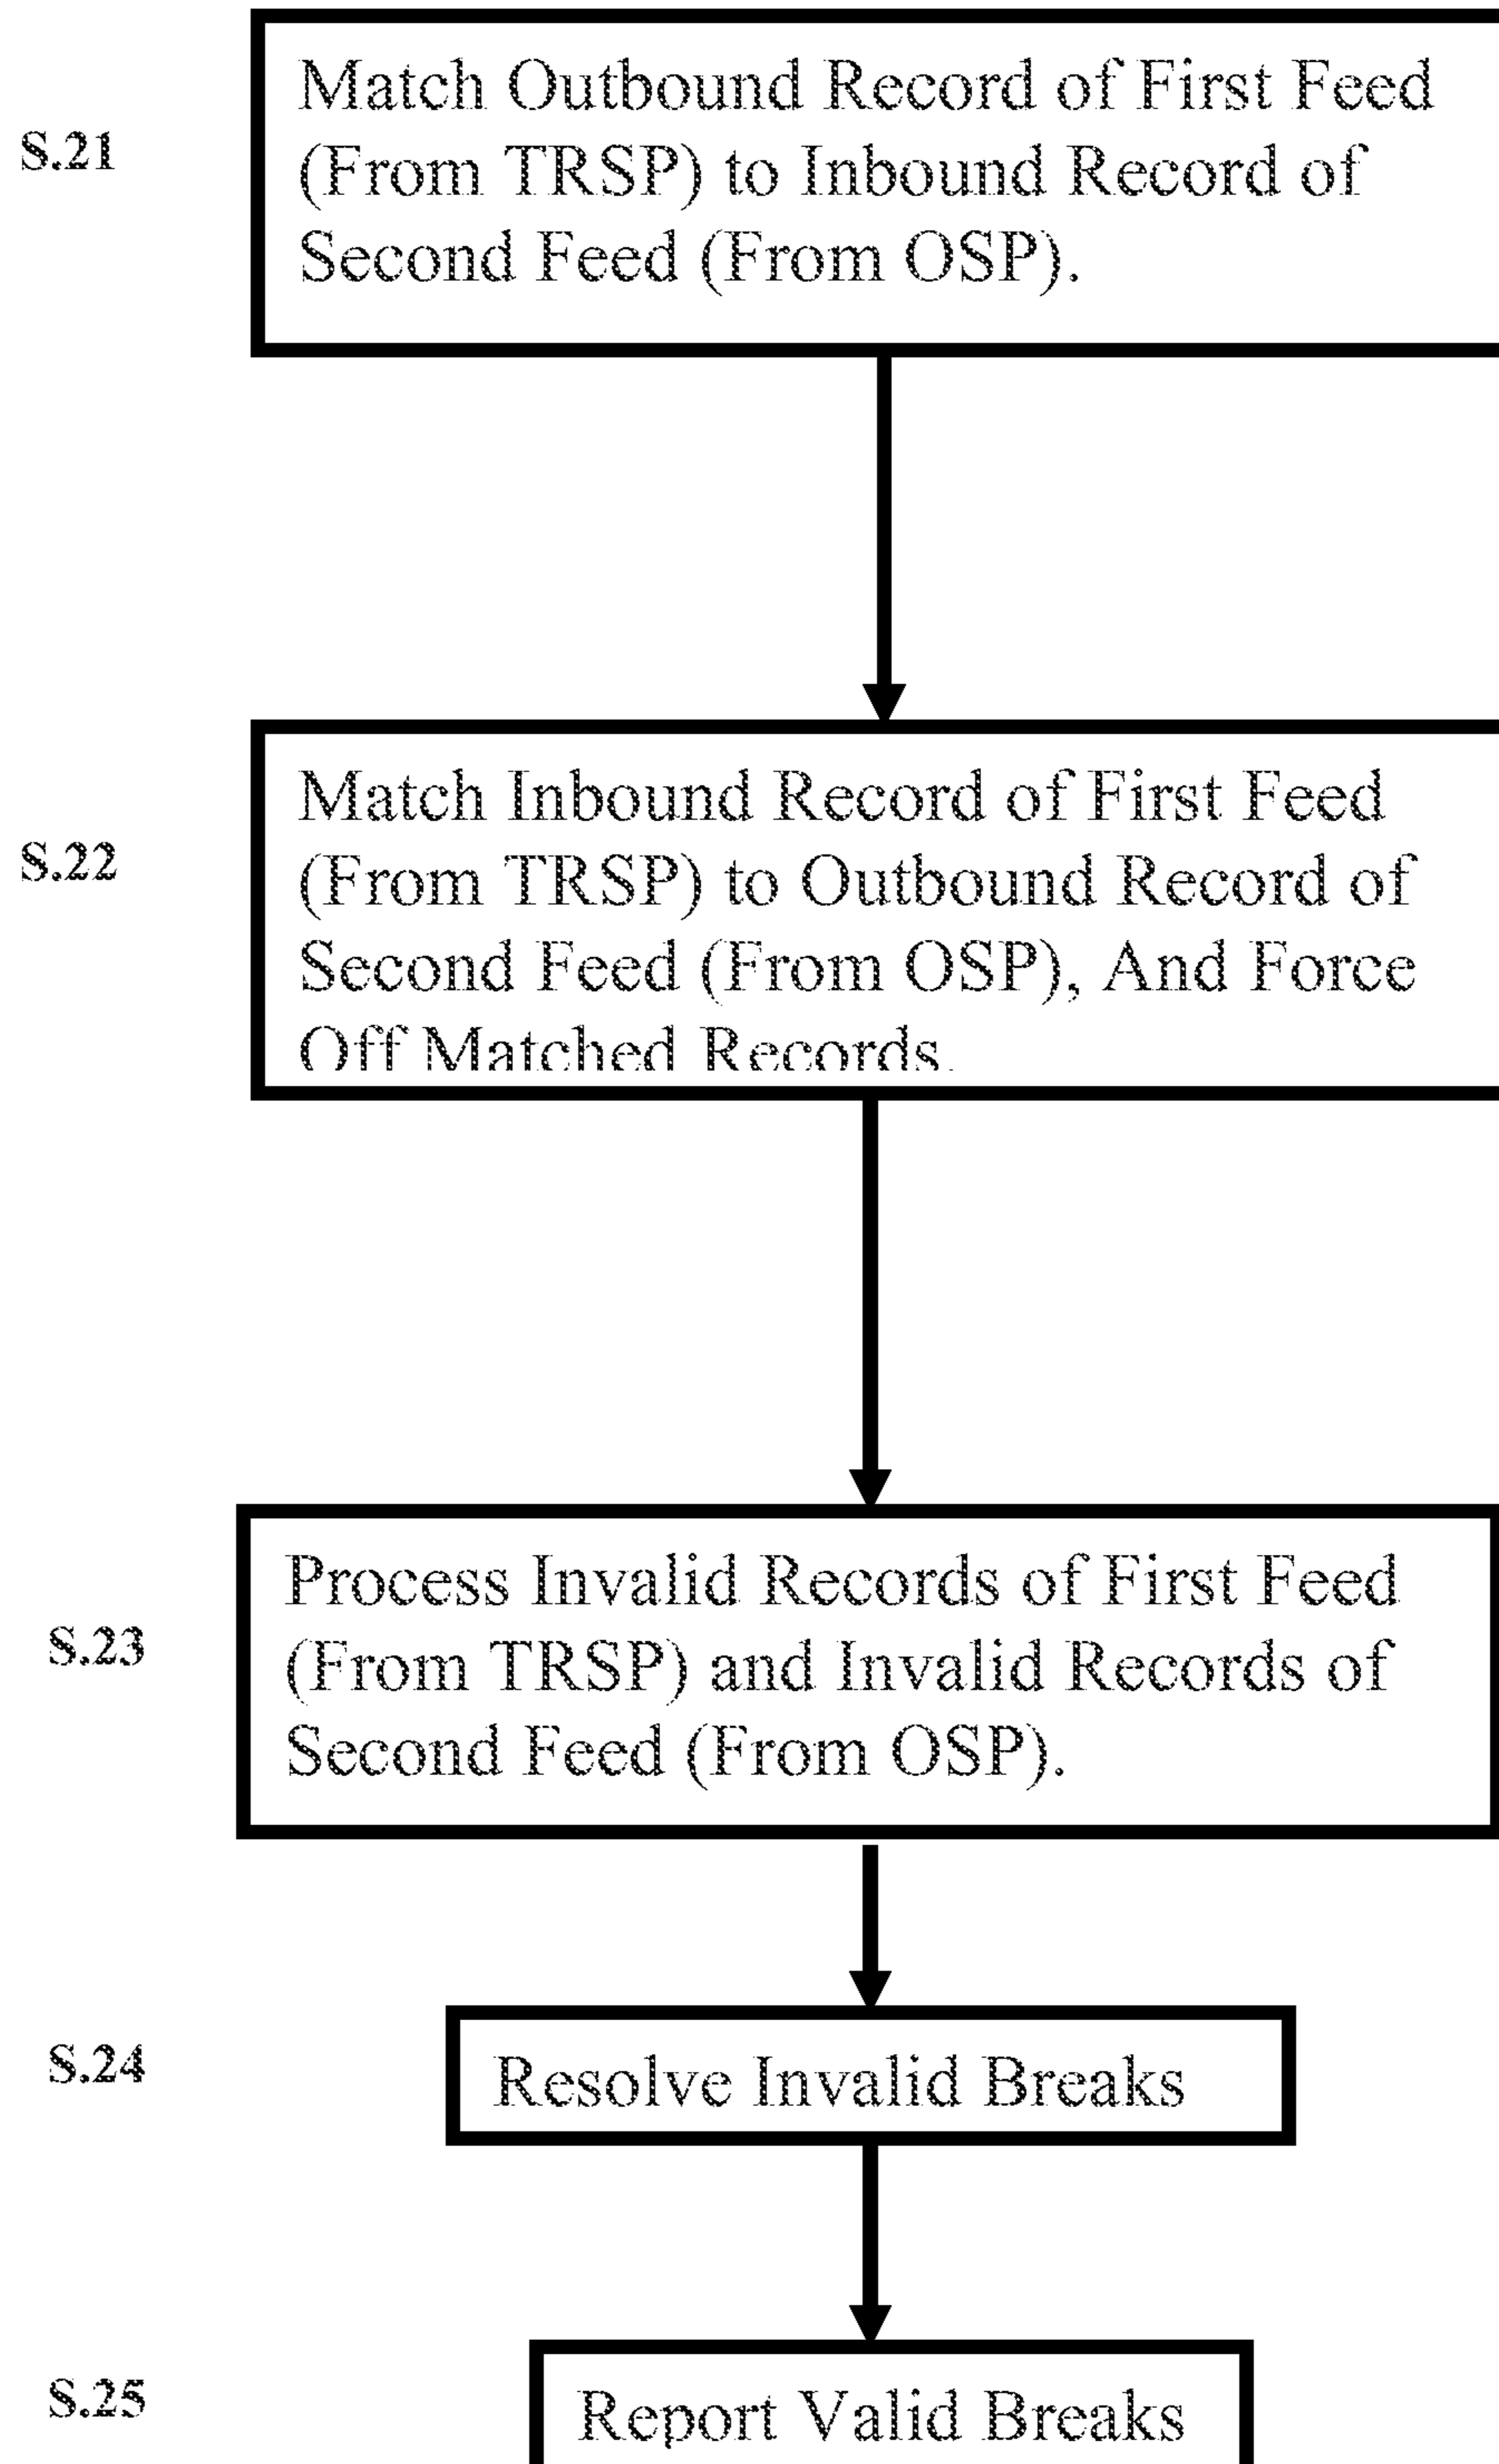 S.21
Match Outbound Record of First Feed
(From TRSP) to Inbound Record of
Second Feed (From OSP).
S.22
Match Inbound Record of First Feed
(From TRSP) to Outbound Record of
Second Feed (From OSP), And Force
Off Matched Records.
S.23
Process Invalid Records of First Feed
(From TRSP) and Invalid Records of
Second Feed (From OSP).
S.24
Resolve Invalid Breaks
S.25
Report Valid Breaks